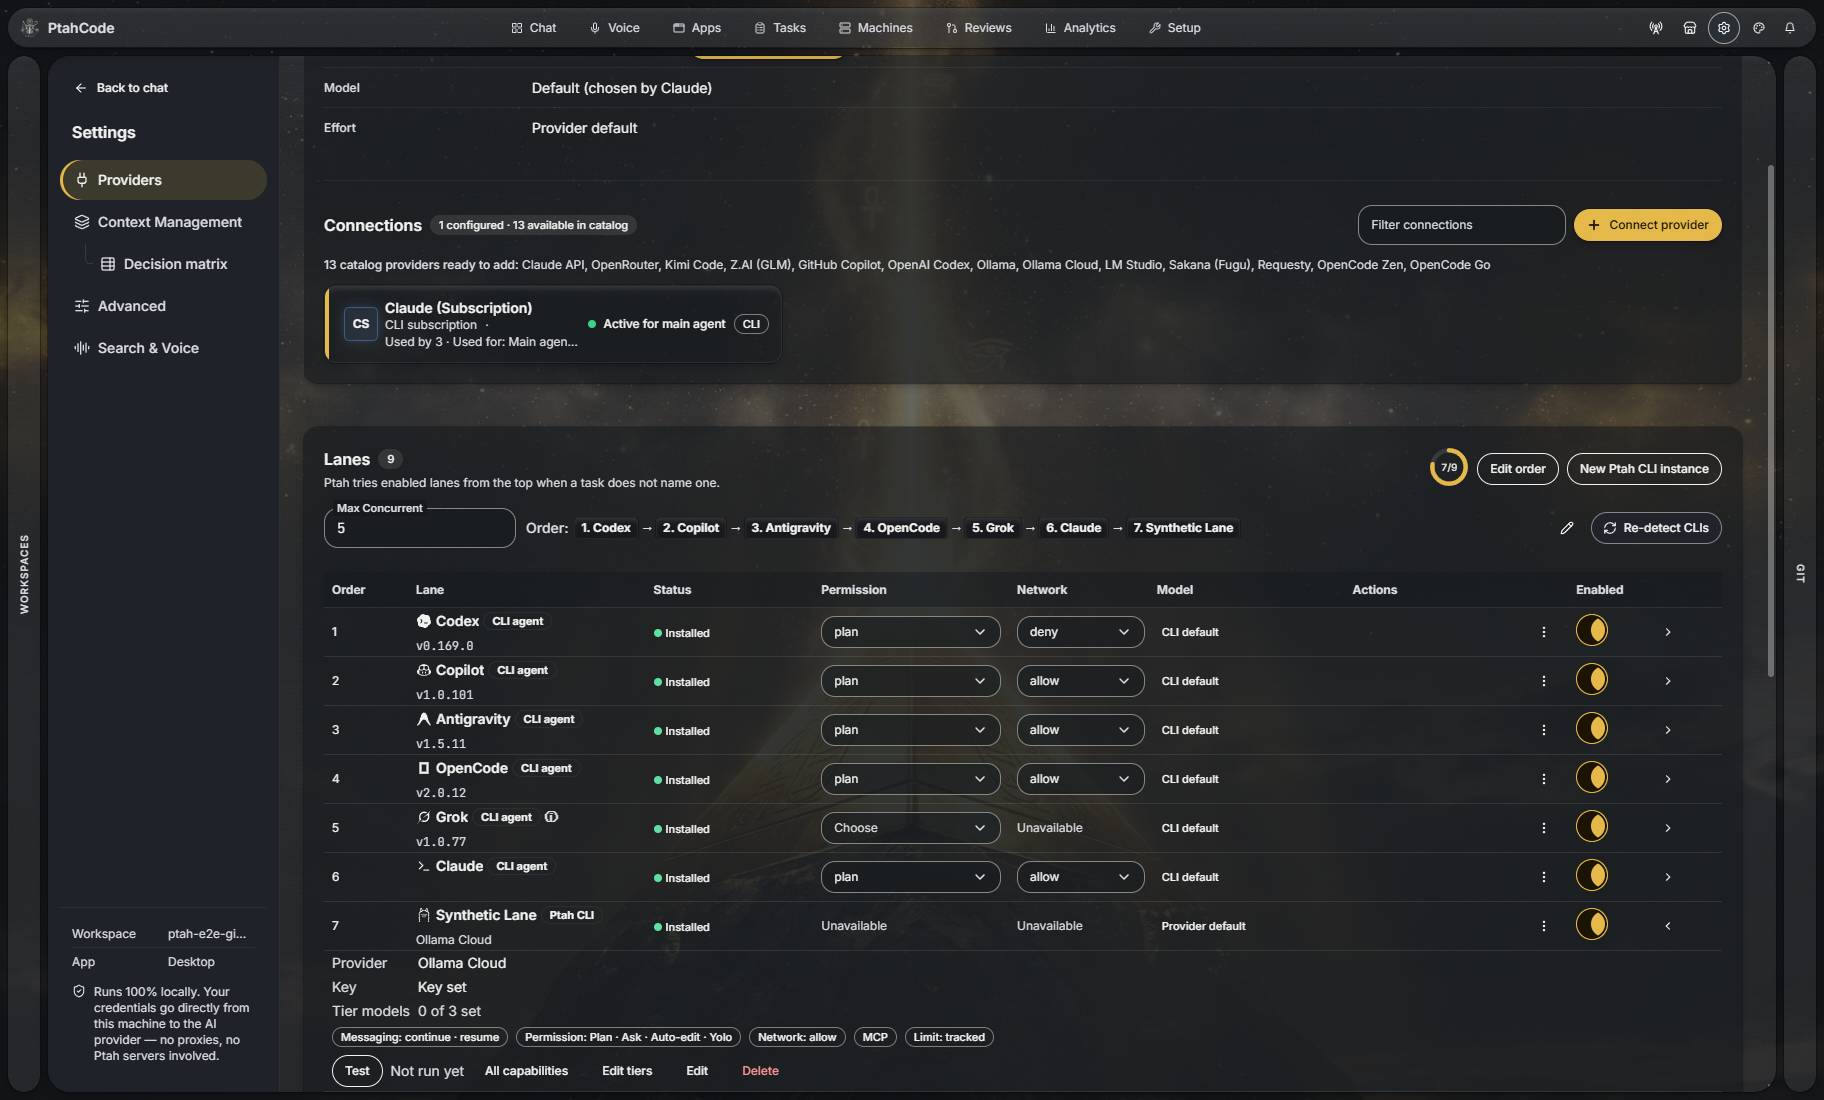 PtahCode
Chat
Voice
Apps
Tasks
Machines
Reviews
Analytics
Setup
WORKSPACES
Back to chat
Settings
Providers
Context Management
Decision matrix
Advanced
Search & Voice
Workspace ptah-e2e-gi...
App Desktop
Runs 100% locally. Your
credentials go directly from
this machine to the AI
provider — no proxies, no
Ptah servers involved.
Model Default (chosen by Claude)
Effort Provider default
Connections 1 configured · 13 available in catalog
Filter connections
Connect provider
13 catalog providers ready to add: Claude API, OpenRouter, Kimi Code, Z.AI (GLM), GitHub Copilot, OpenAI Codex, Ollama, Ollama Cloud, LM Studio, Sakana (Fugu), Requesty, OpenCode Zen, OpenCode Go
CS
Claude (Subscription)
CLI subscription ·
Used by 3 · Used for: Main agen...
Active for main agent CLI
Lanes 9
Ptah tries enabled lanes from the top when a task does not name one.
7/9
Edit order
New Ptah CLI instance
Max Concurrent
5
Order: 1. Codex → 2. Copilot → 3. Antigravity → 4. OpenCode → 5. Grok → 6. Claude → 7. Synthetic Lane
Re-detect CLIs
Order Lane Status Permission Network Model Actions Enabled
1 Codex CLI agent Installed plan deny CLI default
v0.169.0
2 Copilot CLI agent Installed plan allow CLI default
v1.0.101
3 Antigravity CLI agent Installed plan allow CLI default
v1.5.11
4 OpenCode CLI agent Installed plan allow CLI default
v2.0.12
5 Grok CLI agent Installed Choose Unavailable CLI default
v1.0.77
6 Claude CLI agent Installed plan allow CLI default
7 Synthetic Lane Ptah CLI Installed Unavailable Unavailable Provider default
Ollama Cloud
Provider Ollama Cloud
Key Key set
Tier models 0 of 3 set
Messaging: continue · resume
Permission: Plan · Ask · Auto-edit · Yolo
Network: allow
MCP
Limit: tracked
Test Not run yet All capabilities Edit tiers Edit Delete
GIT